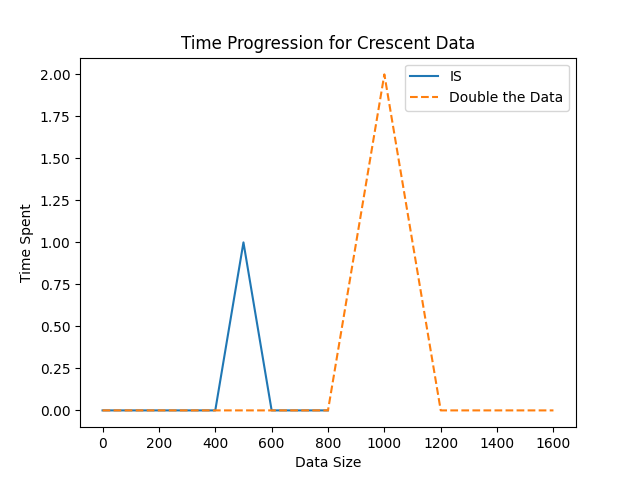 Time Progression for Crescent Data
IS
Double the Data
2.00
1.75
1.50
1.25
1.00
0.75
0.50
0.25
0.00
Time Spent
0 200 400 600 800 1000 1200 1400 1600
Data Size